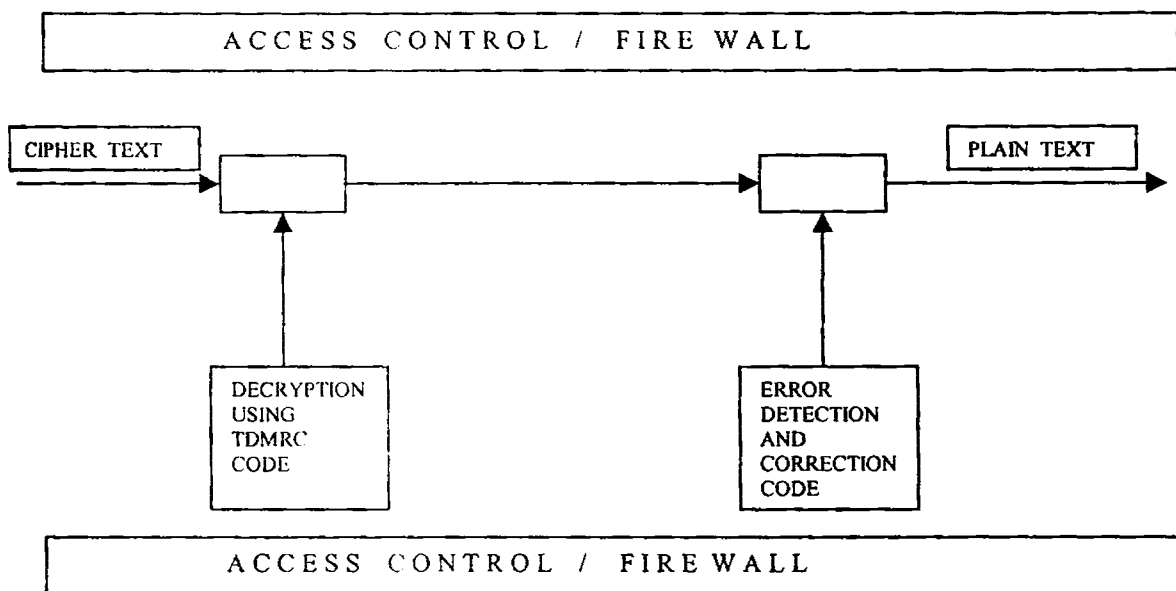 ACCESS CONTROL / FIRE WALL
CIPHER TEXT
PLAIN TEXT
DECRYPTION
USING
TDMRC
CODE
ERROR
DETECTION
AND
CORRECTION
CODE
ACCESS CONTROL / FIRE WALL